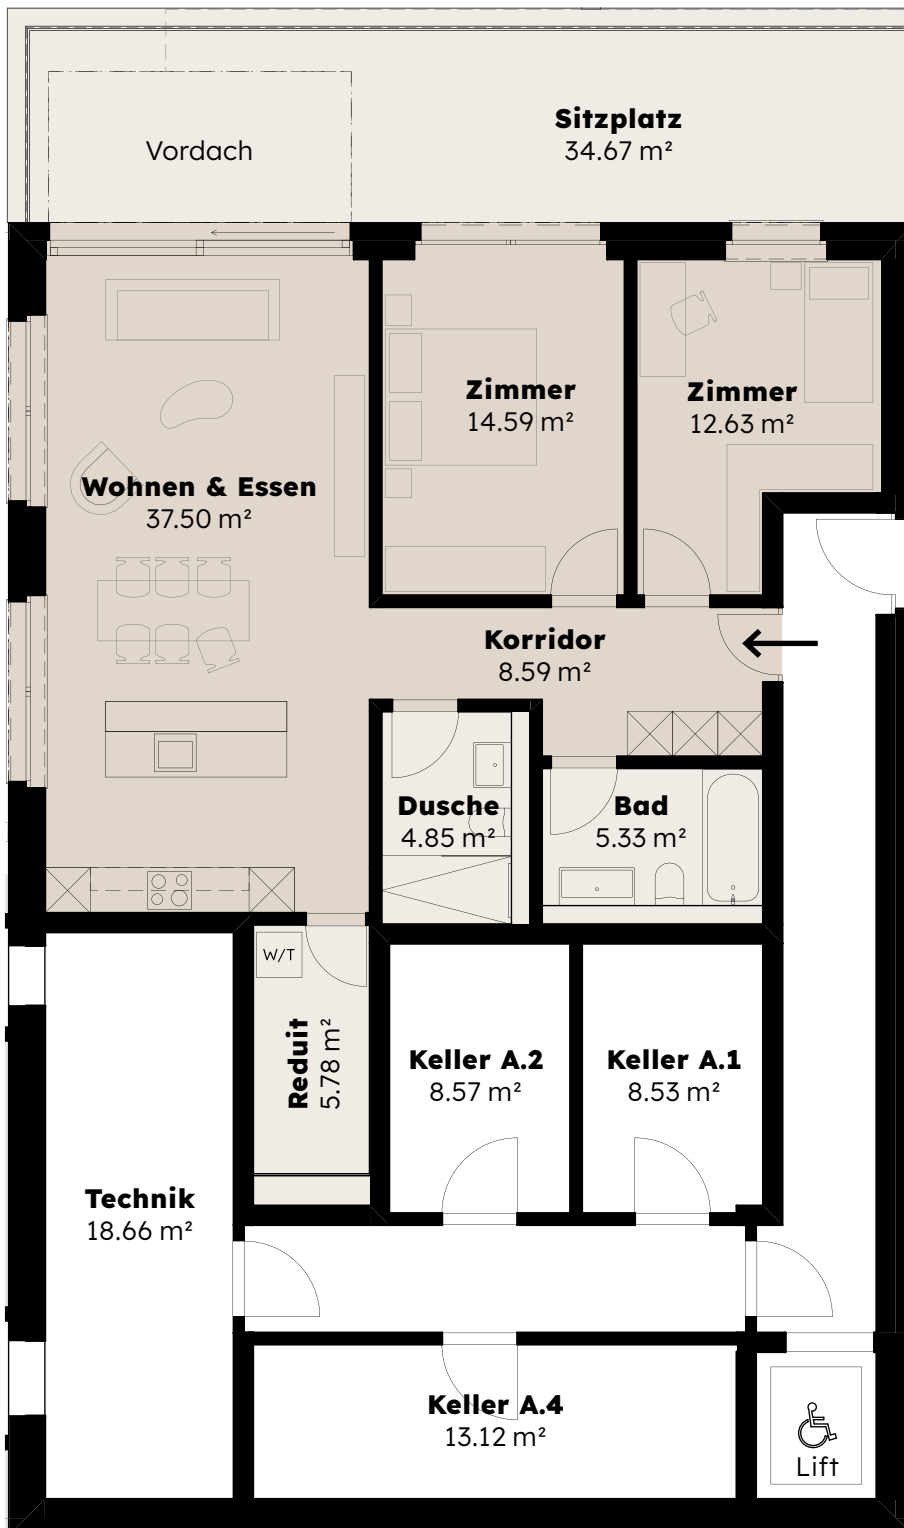 Sitzplatz
34.67 m²
Vordach
Zimmer
14.59 m²
Zimmer
12.63 m²
Wohnen & Essen
37.50 m²
Korridor
8.59 m²
Dusche
4.85 m²
Bad
5.33 m²
W/T
Reduit
5.78 m²
Keller A.2
8.57 m²
Keller A.1
8.53 m²
Technik
18.66 m²
Keller A.4
13.12 m²
Lift